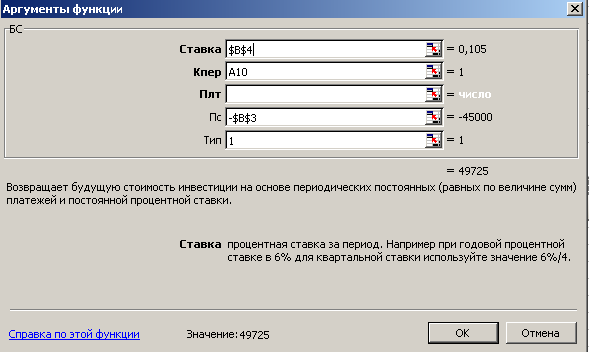 Аргументы функции
БС
Ставка $B$4 = 0,105
Кпер A10 = 1
Плт = число
Пс -$B$3 = -45000
Тип 1 = 1
= 49725
Возвращает будущую стоимость инвестиции на основе периодических постоянных (равных по величине сумм)
платежей и постоянной процентной ставки.
Ставка процентная ставка за период. Например при годовой процентной
ставке в 6% для квартальной ставки используйте значение 6%/4.
Справка по этой функции Значение: 49725 OK Отмена